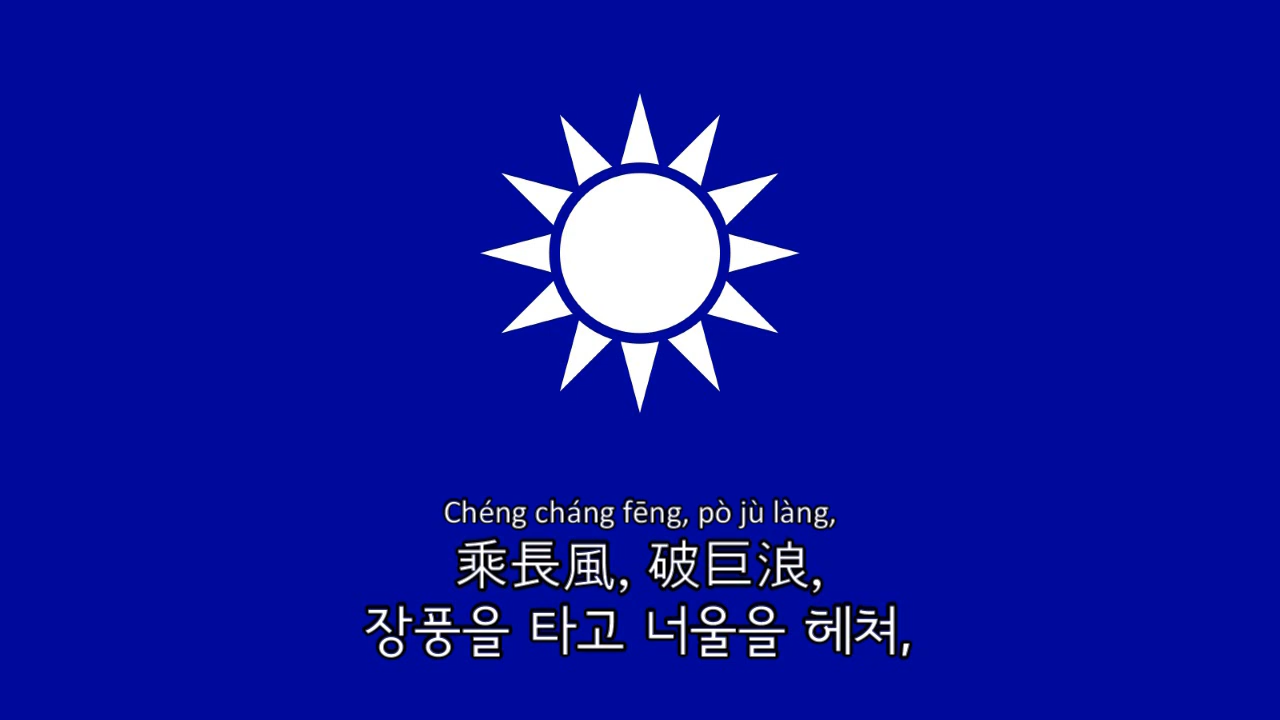 Chéng cháng fēng, pò jù làng,
乘長風, 破巨浪,
장풍을 타고 너울을 헤쳐,